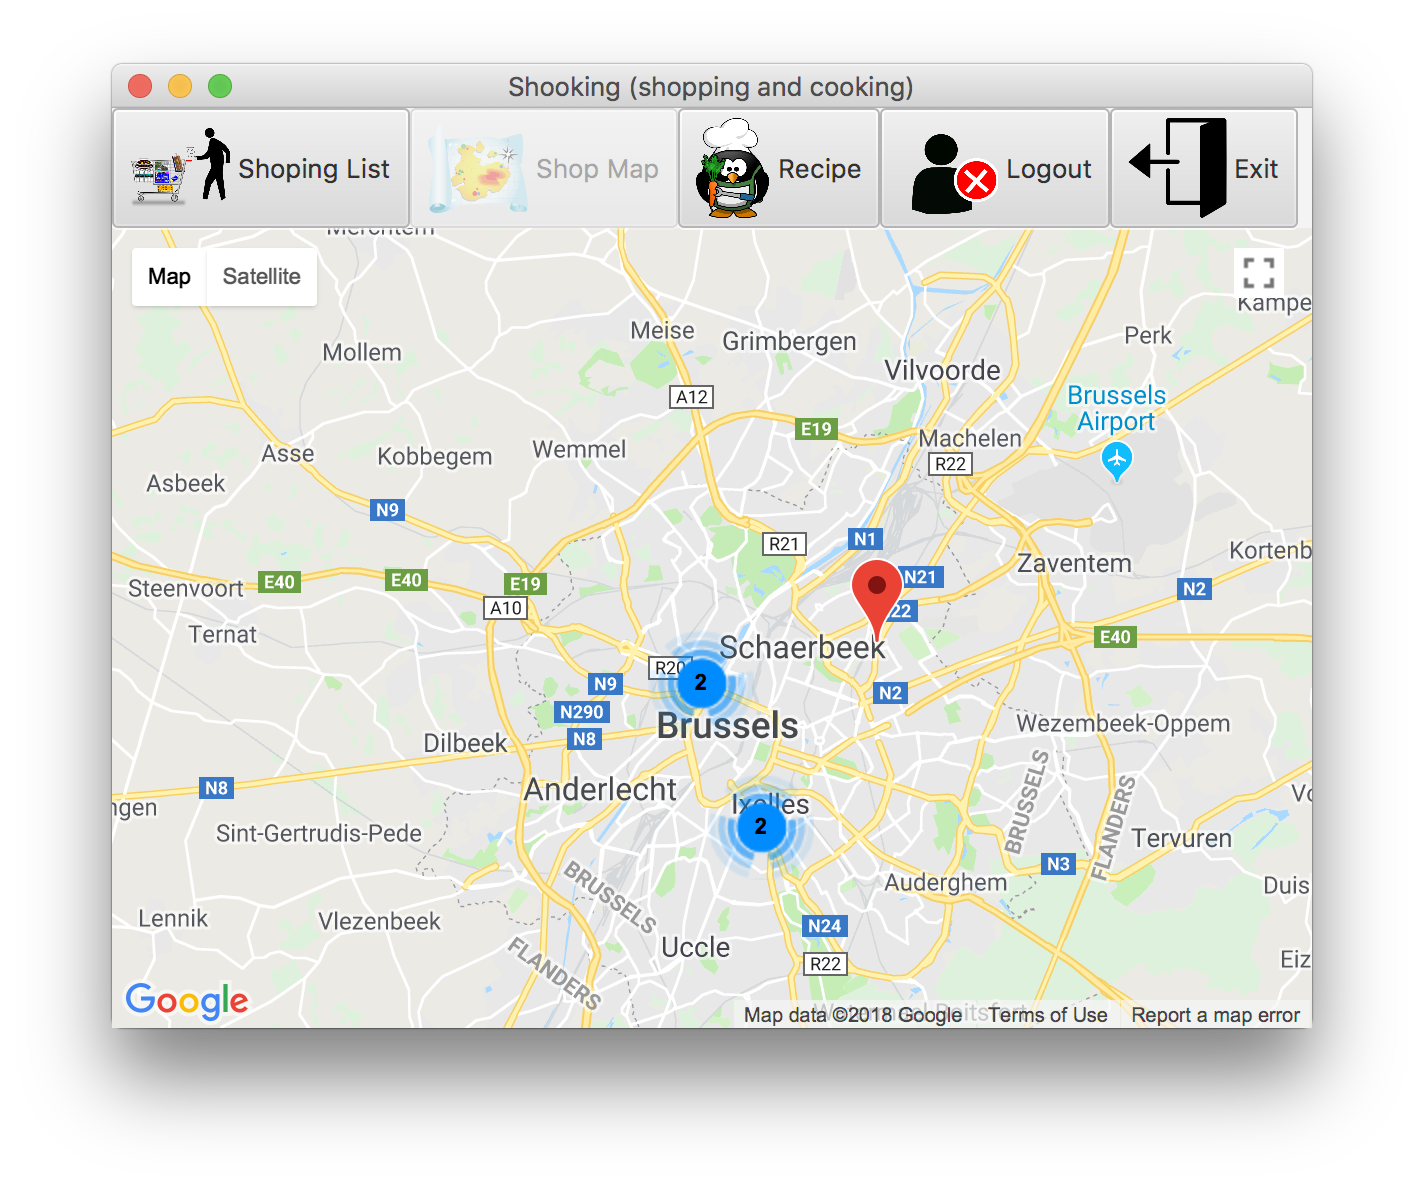 Shooking (shopping and cooking)
Shoping List
Shop Map
Recipe
Logout
Exit
Merchtem
Map
Satellite
Kampe
Meise
Grimbergen
Perk
Mollem
Vilvoorde
A12
Brussels
Airport
E19
Machelen
Asse
Kobbegem
Wemmel
R22
Asbeek
N9
N1
R21
Kortenb
Zaventem
Steenvoort
E40
E40
E19
N21
N2
A10
22
Ternat
E40
Schaerbeek
R20
2
N9
N2
N290
Brussels
Wezembeek-Oppem
N8
Dilbeek
N8
Anderlecht
BRUSSELS
FLANDERS
Vo
ngen
Ixelles
2
Sint-Gertrudis-Pede
Tervuren
N3
BRUSSELS
Auderghem
Duis
Lennik
Vlezenbeek
N24
Uccle
R22
FLANDERS
Eiz
Google
Map data ©2018 Google
Terms of Use
Report a map error